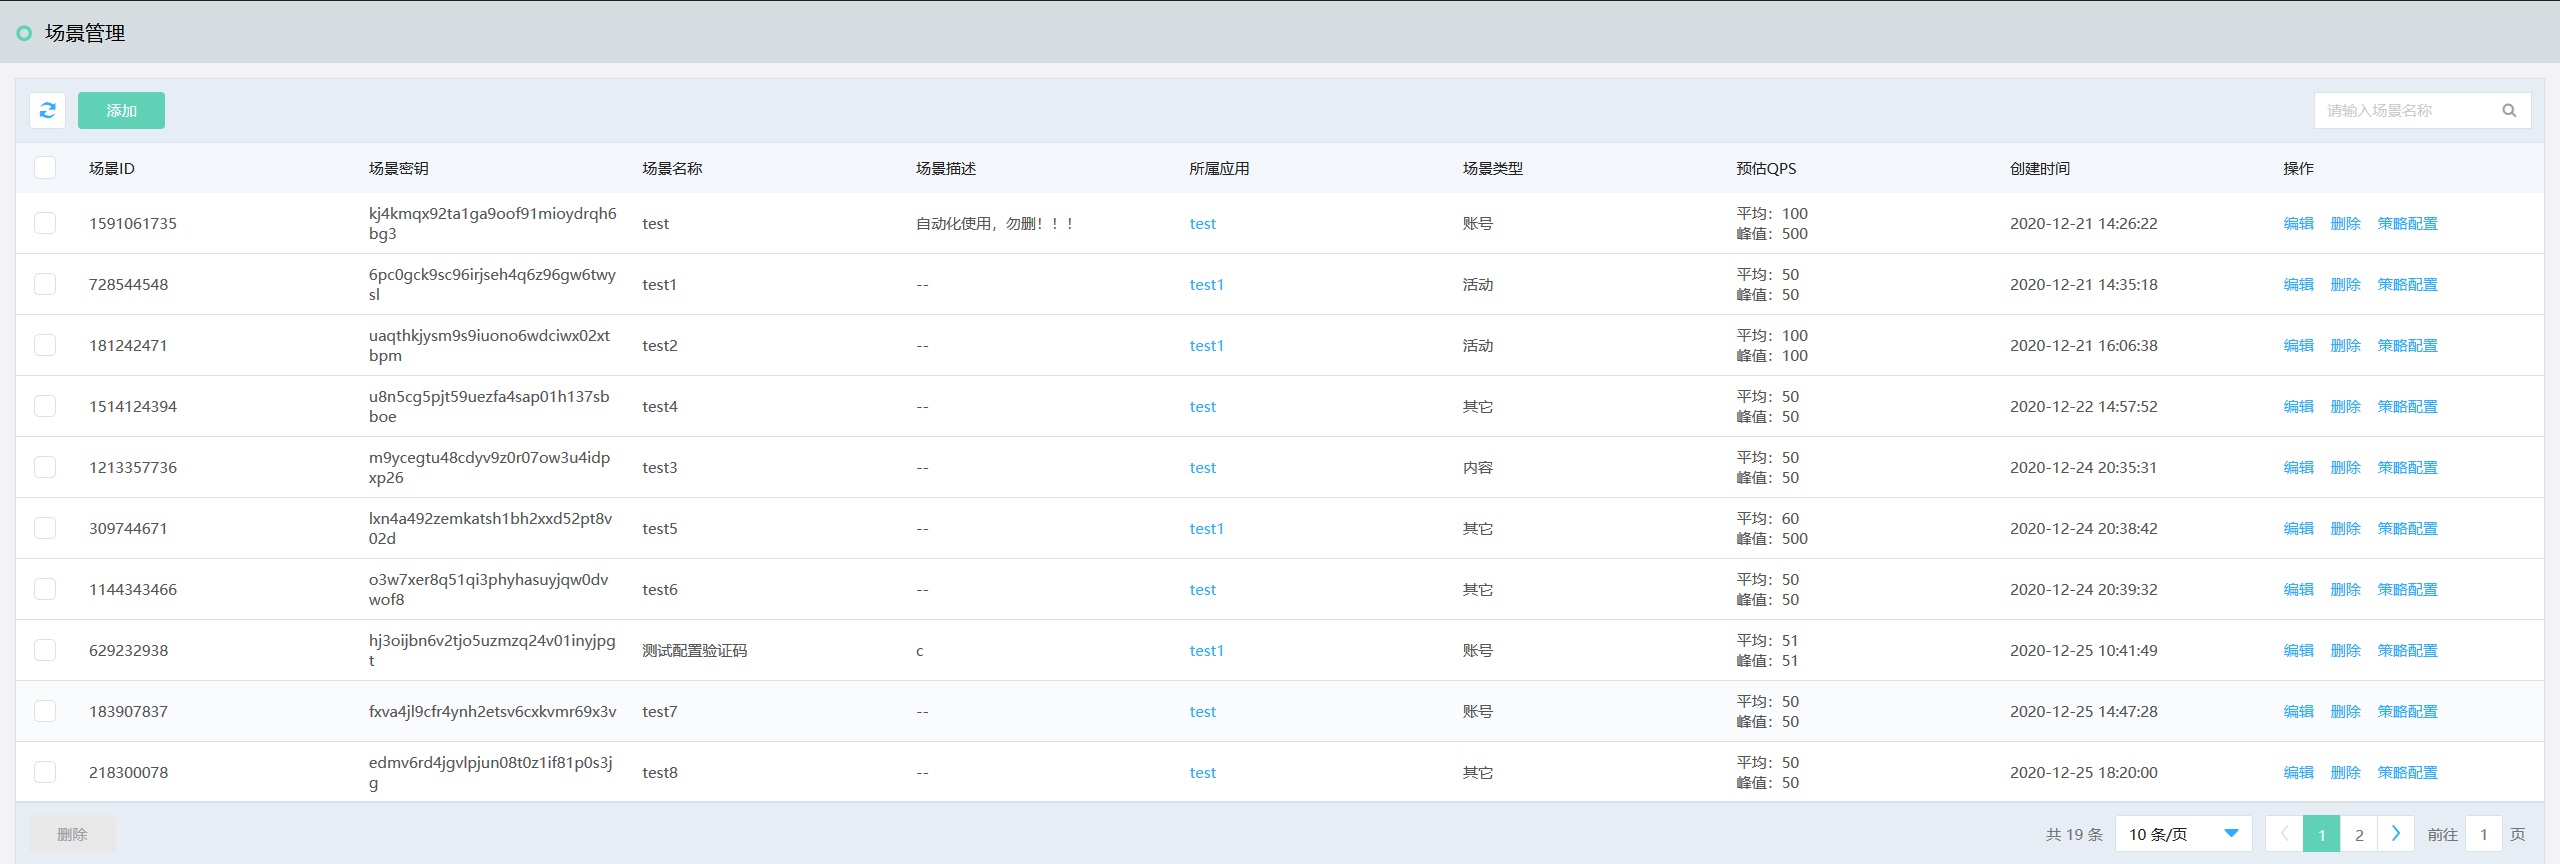 场景管理
添加
请输入场景名称
场景ID 场景密钥 场景名称 场景描述 所属应用 场景类型 预估QPS 创建时间 操作
1591061735 kj4kmqx92ta1ga9oof91mioydrqh6 test 自动化使用，勿删！！！ test 账号 平均：100 2020-12-21 14:26:22 编辑 删除 策略配置
bg3 峰值：500
728544548 6pc0gck9sc96irjseh4q6z96gw6twy test1 -- test1 活动 平均：50 2020-12-21 14:35:18 编辑 删除 策略配置
sl 峰值：50
181242471 uaqthkjysm9s9iuono6wdciwx02xt test2 -- test1 活动 平均：100 2020-12-21 16:06:38 编辑 删除 策略配置
bpm 峰值：100
1514124394 u8n5cg5pjt59uezfa4sap01h137sb test4 -- test 其它 平均：50 2020-12-22 14:57:52 编辑 删除 策略配置
boe 峰值：50
1213357736 m9ycegtu48cdyv9z0r07ow3u4idp test3 -- test 内容 平均：50 2020-12-24 20:35:31 编辑 删除 策略配置
xp26 峰值：50
309744671 lxn4a492zemkatsh1bh2xxd52pt8v test5 -- test1 其它 平均：60 2020-12-24 20:38:42 编辑 删除 策略配置
02d 峰值：500
1144343466 o3w7xer8q51qi3phyhasuyjqw0dv test6 -- test 其它 平均：50 2020-12-24 20:39:32 编辑 删除 策略配置
wof8 峰值：50
629232938 hj3oijbn6v2tjo5uzmzq24v01inyjpg 测试配置验证码 c test1 账号 平均：51 2020-12-25 10:41:49 编辑 删除 策略配置
t 峰值：51
183907837 fxva4jl9cfr4ynh2etsv6cxkvmr69x3v test7 -- test 账号 平均：50 2020-12-25 14:47:28 编辑 删除 策略配置
峰值：50
218300078 edmv6rd4jgvlpjun08t0z1if81p0s3j test8 -- test 其它 平均：50 2020-12-25 18:20:00 编辑 删除 策略配置
g 峰值：50
删除 共 19 条 10 条/页 1 2 前往 1 页